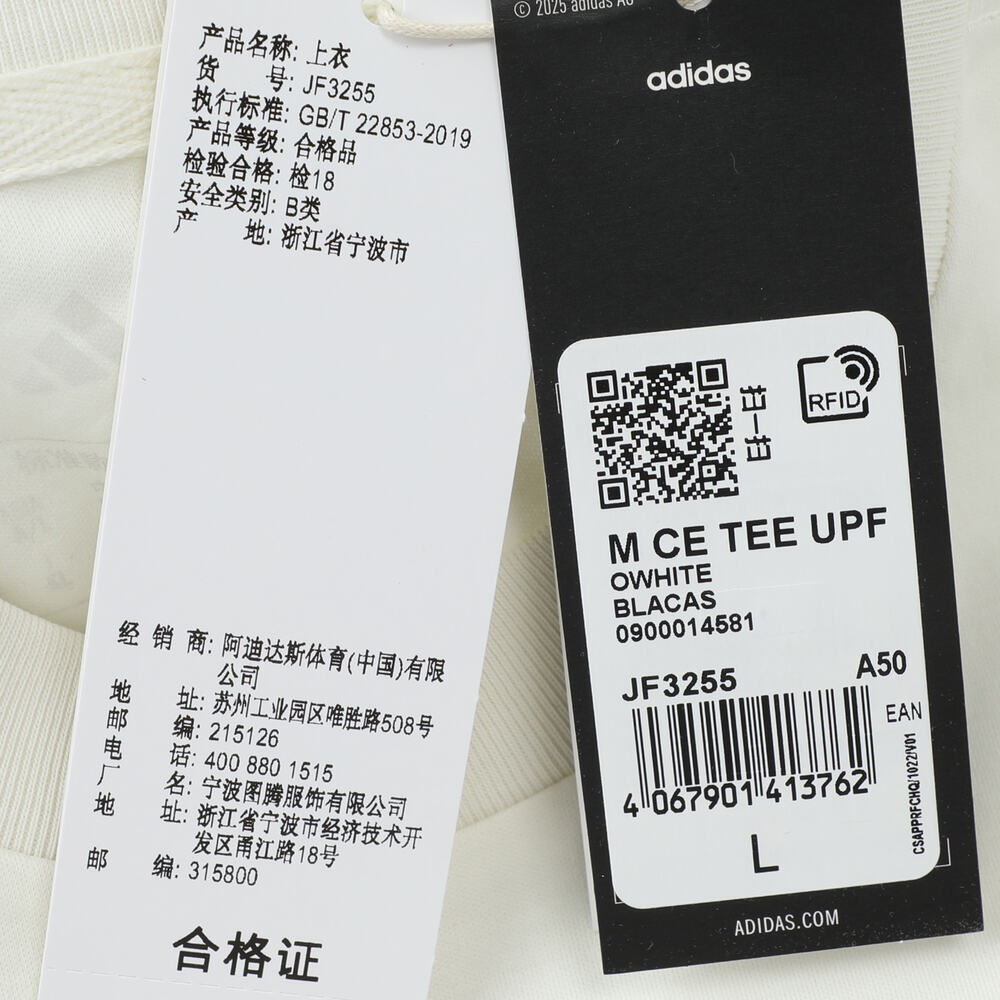 产品名称: 上衣
货 号: JF3255
执行标准: GB/T 22853-2019
产品等级: 合格品
检验合格: 检18
安全类别: B类
产 地: 浙江省宁波市
经 销 商: 阿迪达斯体育(中国)有限
公司
地 址: 苏州工业园区唯胜路508号
邮 编: 215126
电 话: 400 880 1515
厂 名: 宁波图腾服饰有限公司
地 址: 浙江省宁波市经济技术开
发区甬江路18号
邮 编: 315800
合格证
© 2025 adidas AG
adidas
扫一扫
RFID
M CE TEE UPF
OWHITE
BLACAS
0900014581
JF3255 A50
EAN
4 067901 413762
CSAPPRFCHQ/1022/V01
L
ADIDAS.COM